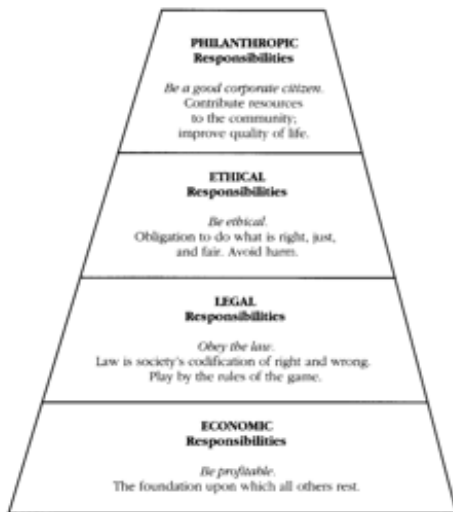 PHILANTHROPIC
Responsibilities
Be a good corporate citizen.
Contribute resources
to the community;
improve quality of life.
ETHICAL
Responsibilities
Be ethical.
Obligation to do what is right, just,
and fair. Avoid harm.
LEGAL
Responsibilities
Obey the law.
Law is society's codification of right and wrong.
Play by the rules of the game.
ECONOMIC
Responsibilities
Be profitable.
The foundation upon which all others rest.